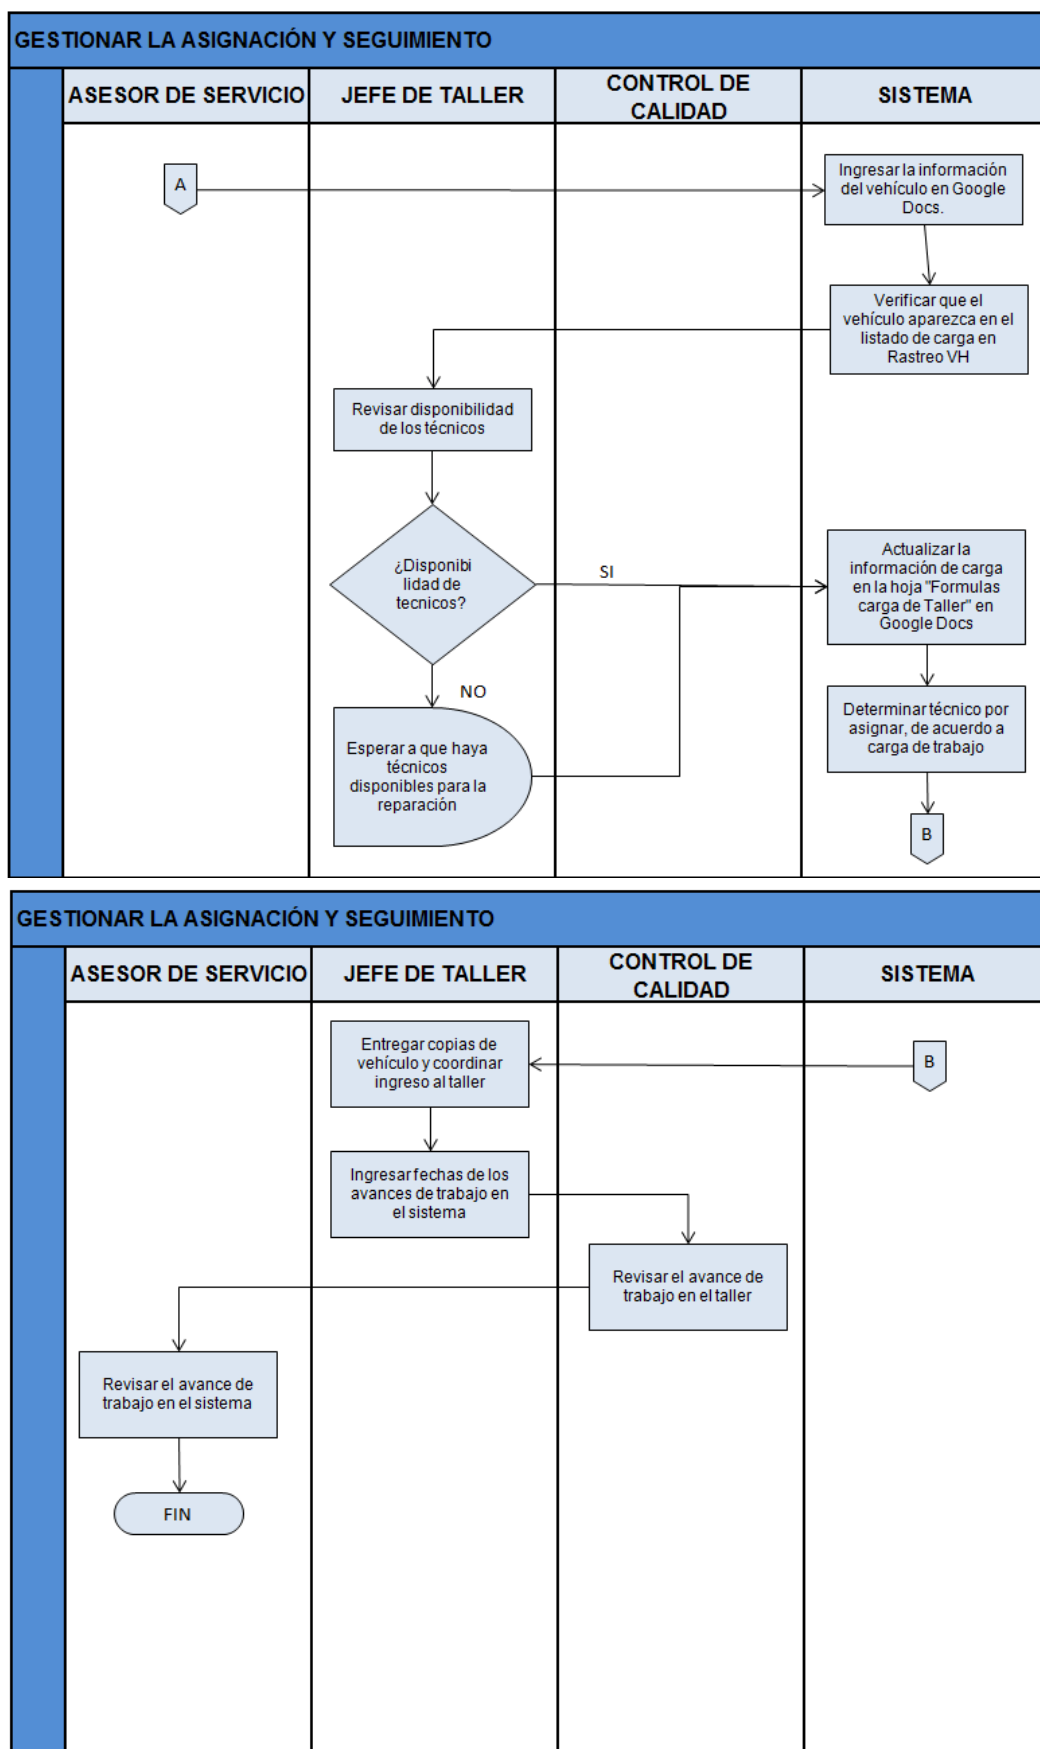 GESTIONAR LA ASIGNACIÓN Y SEGUIMIENTO
ASESOR DE SERVICIO
JEFE DE TALLER
CONTROL DE
CALIDAD
SISTEMA
A
Ingresar la información
del vehículo en Google
Docs.
Verificar que el
vehículo aparezca en el
listado de carga en
Rastreo VH
Revisar disponibilidad
de los técnicos
¿Disponibi
lidad de
tecnicos?
SI
Actualizar la
información de carga
en la hoja "Formulas
carga de Taller" en
Google Docs
NO
Determinar técnico por
asignar, de acuerdo a
carga de trabajo
Esperar a que haya
técnicos
disponibles para la
reparación
B
GESTIONAR LA ASIGNACIÓN Y SEGUIMIENTO
ASESOR DE SERVICIO
JEFE DE TALLER
CONTROL DE
CALIDAD
SISTEMA
Entregar copias de
vehículo y coordinar
ingreso al taller
B
Ingresar fechas de los
avances de trabajo en
el sistema
Revisar el avance de
trabajo en el taller
Revisar el avance de
trabajo en el sistema
FIN